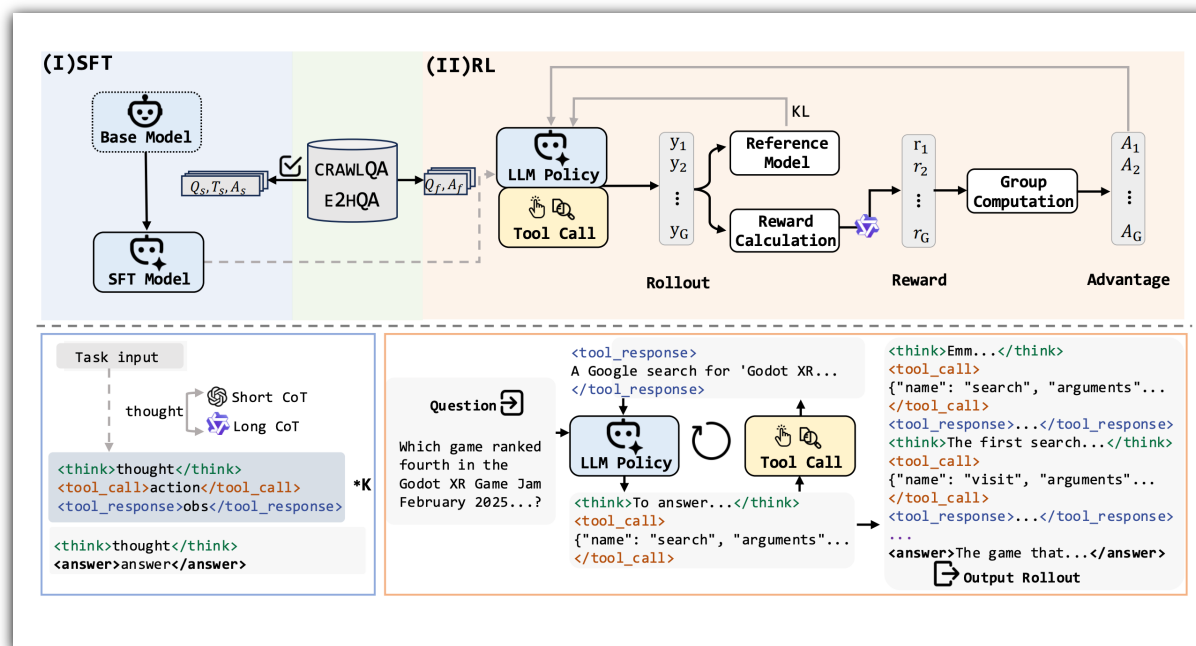 (I)SFT
Base Model
SFT Model
Qs,Ts,As
CRAWLQA
E2HQA
Qf,Af
(II)RL
LLM Policy
Tool Call
y1
y2
⋮
yG
Rollout
KL
Reference
Model
Reward
Calculation
r1
r2
⋮
rG
Reward
Group
Computation
A1
A2
⋮
AG
Advantage
Task input
thought
Short CoT
Long CoT
<think>thought</think>
<tool_call>action</tool_call>
<tool_response>obs</tool_response>
*K
<think>thought</think>
<answer>answer</answer>
Question
Which game ranked
fourth in the
Godot XR Game Jam
February 2025...?
<tool_response>
A Google search for 'Godot XR...
</tool_response>
LLM Policy
Tool Call
<think>To answer...</think>
<tool_call>
{"name": "search", "arguments"...
</tool_call>
<think>Emm...</think>
<tool_call>
{"name": "search", "arguments"...
</tool_call>
<tool_response>...</tool_response>
<think>The first search...</think>
<tool_call>
{"name": "visit", "arguments"...
</tool_call>
<tool_response>...</tool_response>
...
<answer>The game that...</answer>
Output Rollout